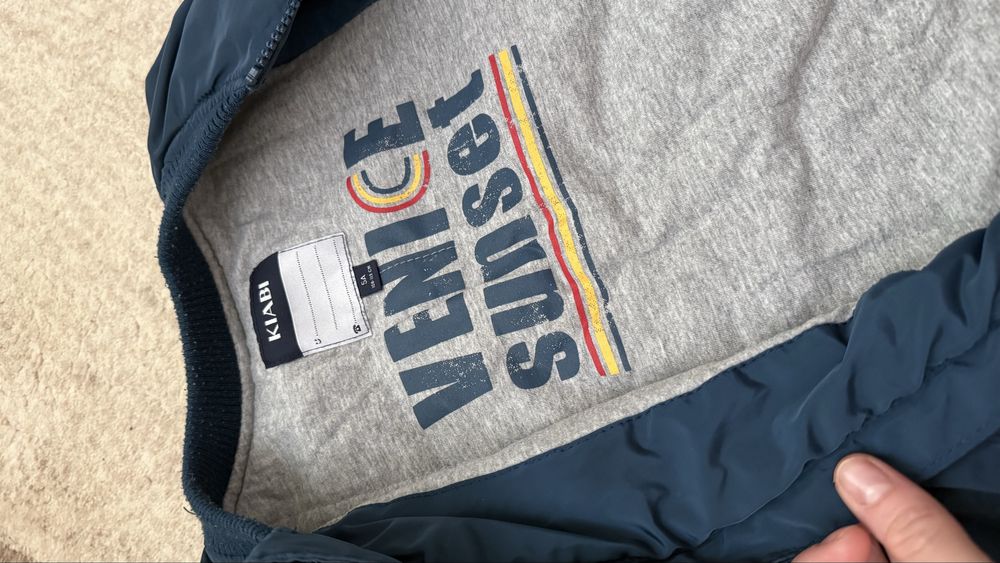 KIABI
5A
VENICE
sunset